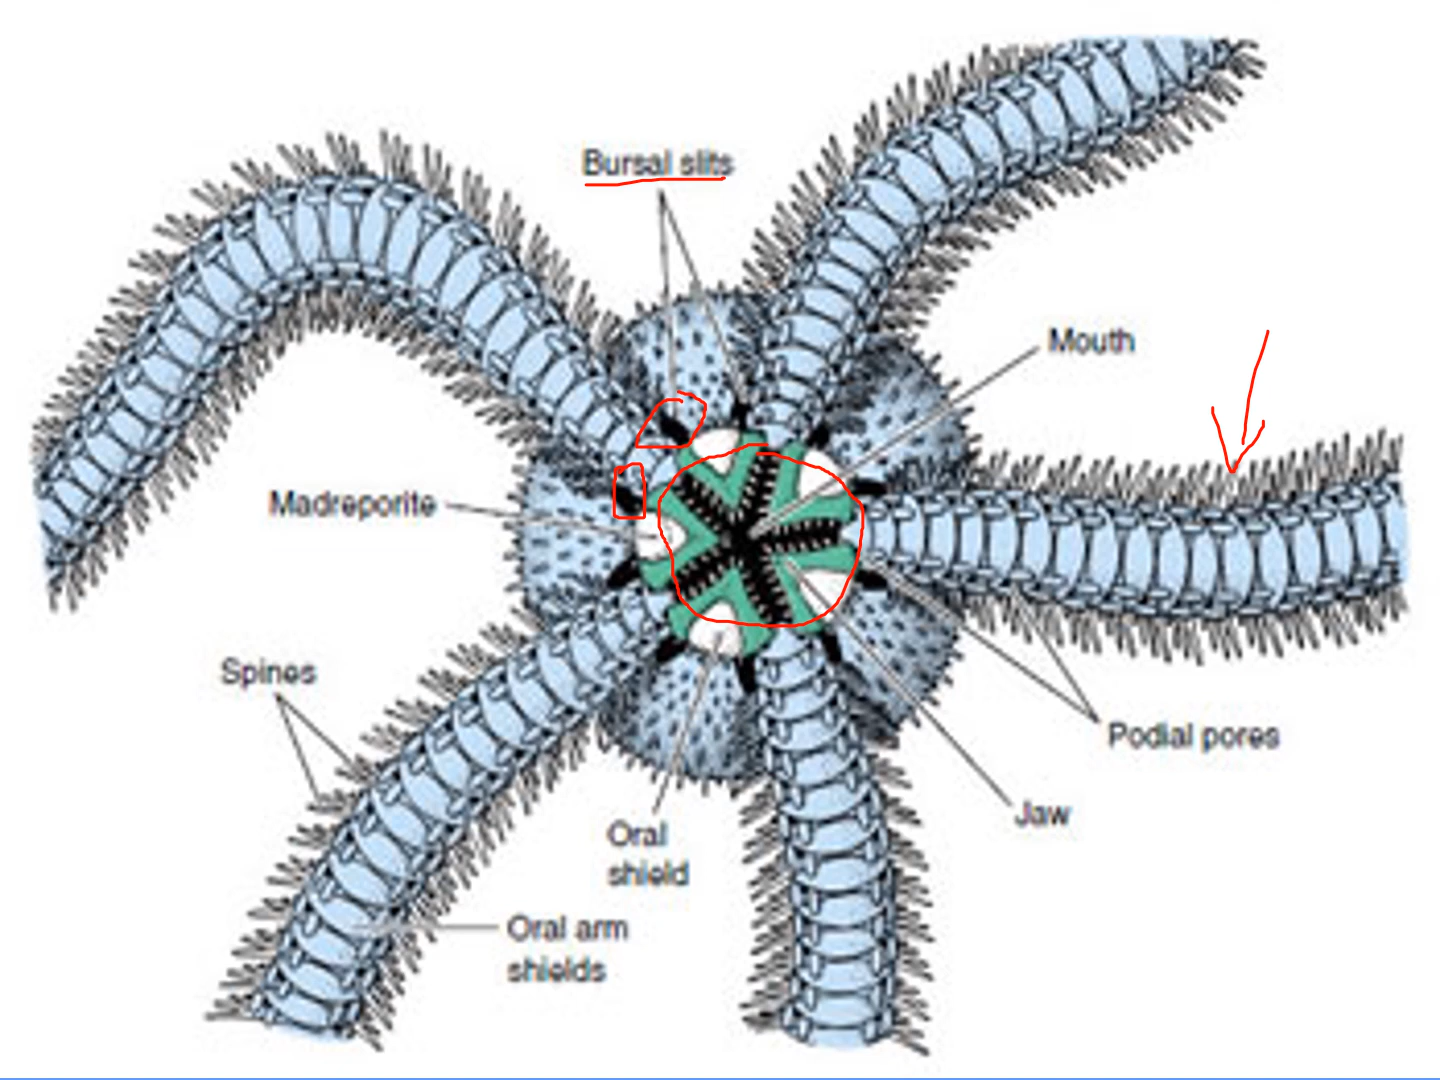 Bursal slits
Mouth
Madreporite
Spines
Podial pores
Jaw
Oral
shield
Oral arm
shields